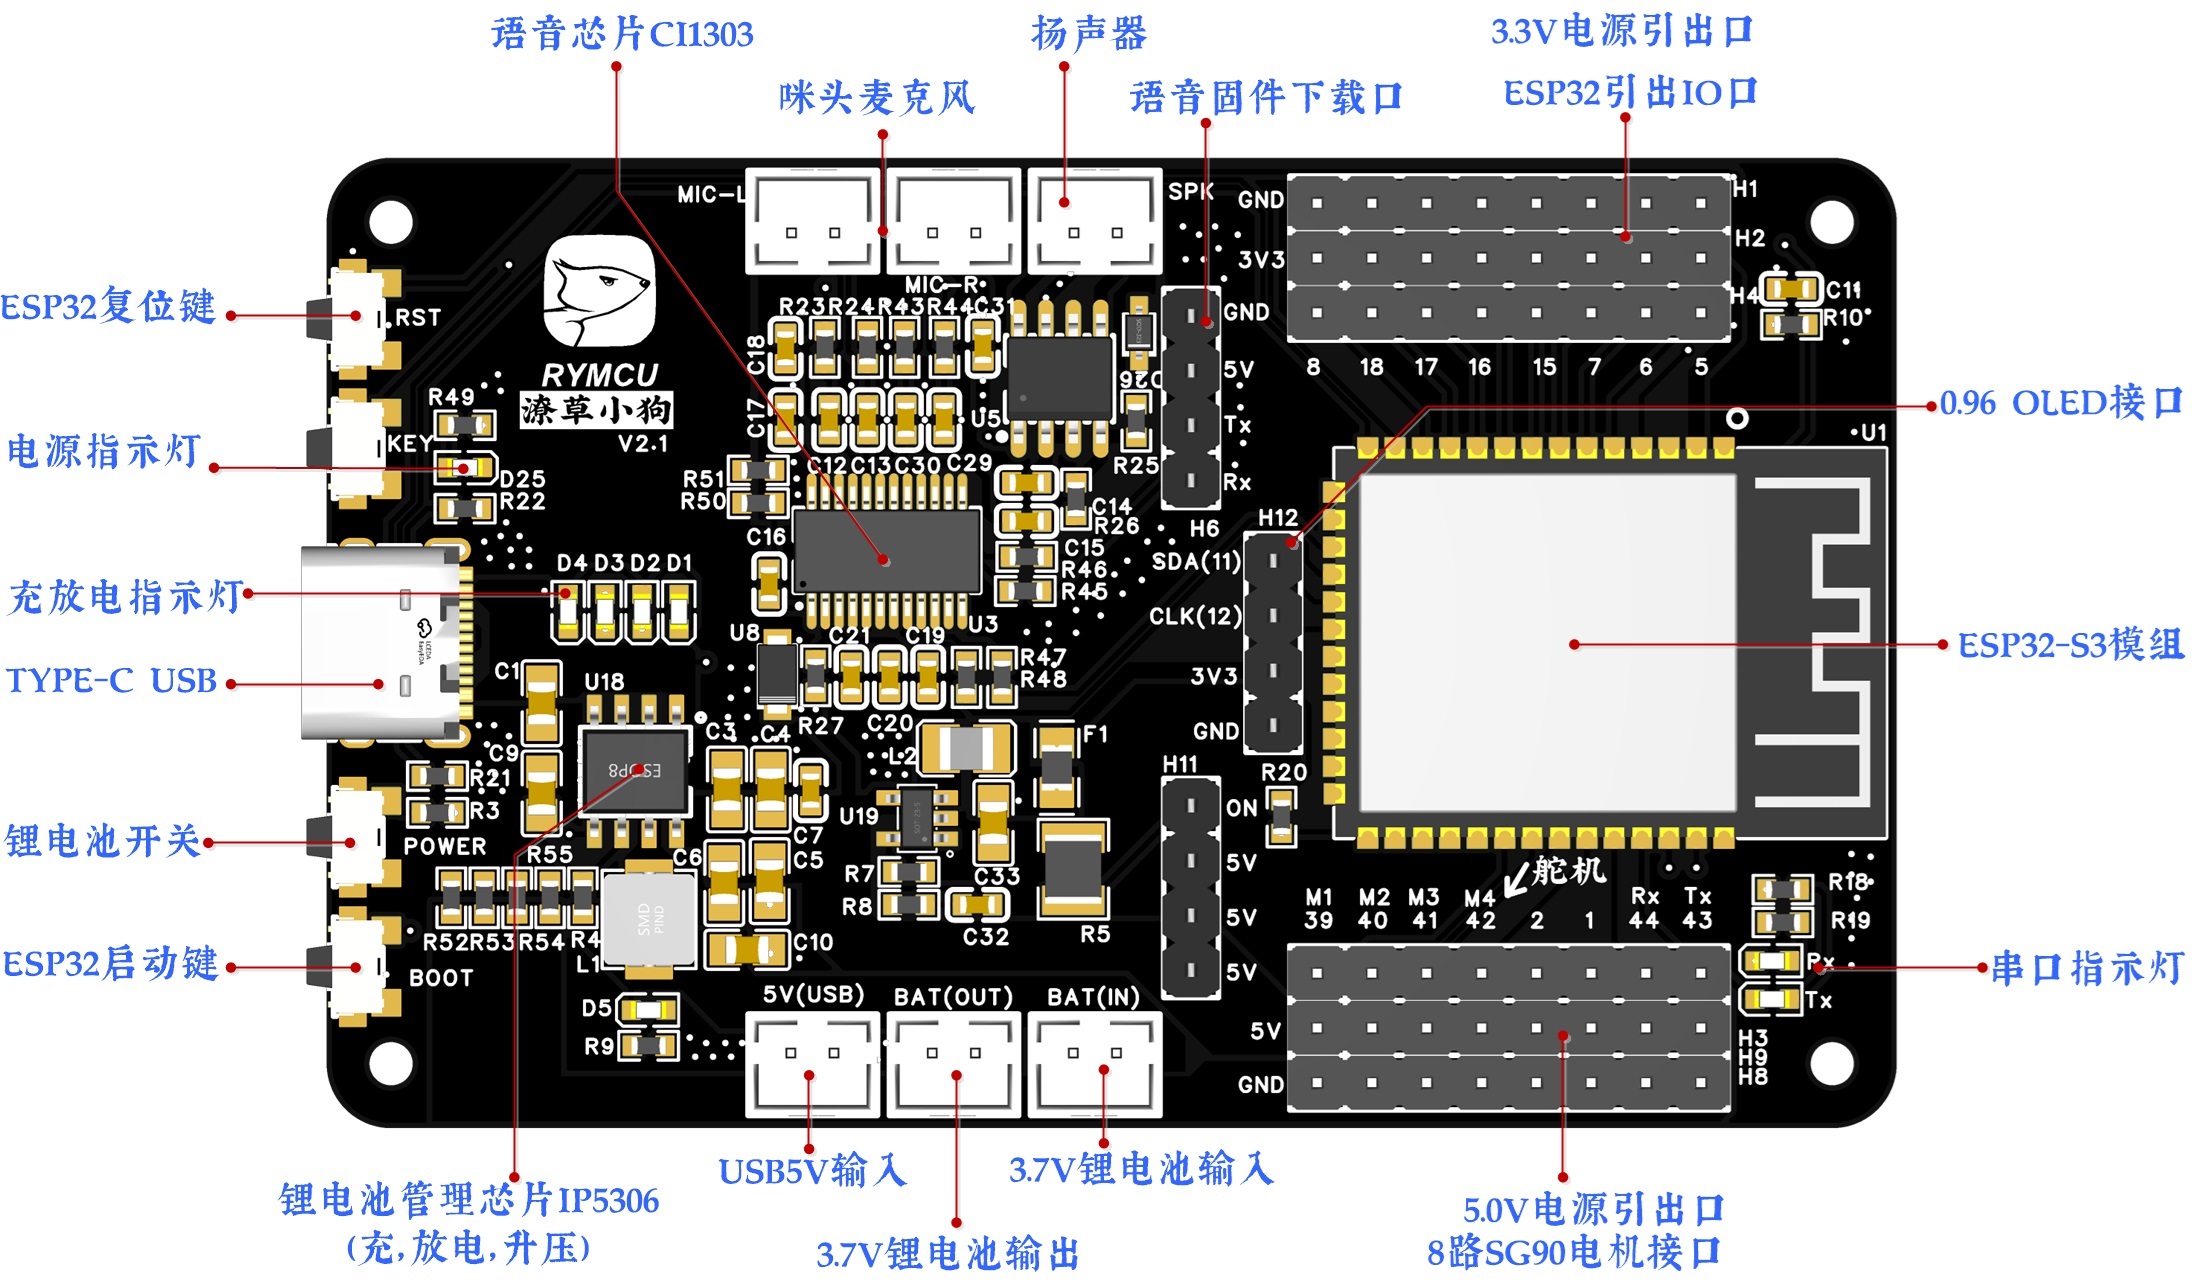 语音芯片CI1303
扬声器
3.3V电源引出口
咪头麦克风
语音固件下载口
ESP32引出IO口
MIC-L
SPK
GND
H1
3V3
H2
H4
MIC-R
ESP32复位键
RST
R23 R24 R43 R44 C31
GND
C11
R10
C18
RYMCU
潦草小狗
V2.1
5V
D26
8 18 17 16 15 7 6 5
R49
C17
U5
Tx
0.96 OLED接口
电源指示灯
KEY
D25
R22
R51
R50
C12 C13 C30 C29
R25
Rx
U1
C14
R26
H6
H12
C16
C15
R46
R45
SDA(11)
充放电指示灯
D4 D3 D2 D1
U3
CLK(12)
LCEDA
EasyEDA
U8
C21 C19
ESP32-S3模组
TYPE-C USB
C1
U18
R47
R48
3V3
R27
C20
C3 C4
L2
F1
GND
C9
ESOP8
H11
R20
R21
R3
U19
SOT-23-5
ON
锂电池开关
POWER
C7
C5
C6
R55
R7
R8
C33
5V
舵机
SMD
PIND
M1 M2 M3 M4 Rx Tx
39 40 41 42 2 1 44 43
R18
R19
5V
R52 R53 R54 R4
L1
C10
C32
R5
ESP32启动键
BOOT
5V
Rx
Tx
串口指示灯
5V(USB)
BAT(OUT)
BAT(IN)
D5
R9
5V
GND
H3
H9
H8
USB5V输入
3.7V锂电池输入
锂电池管理芯片IP5306
(充,放电,升压)
3.7V锂电池输出
5.0V电源引出口
8路SG90电机接口